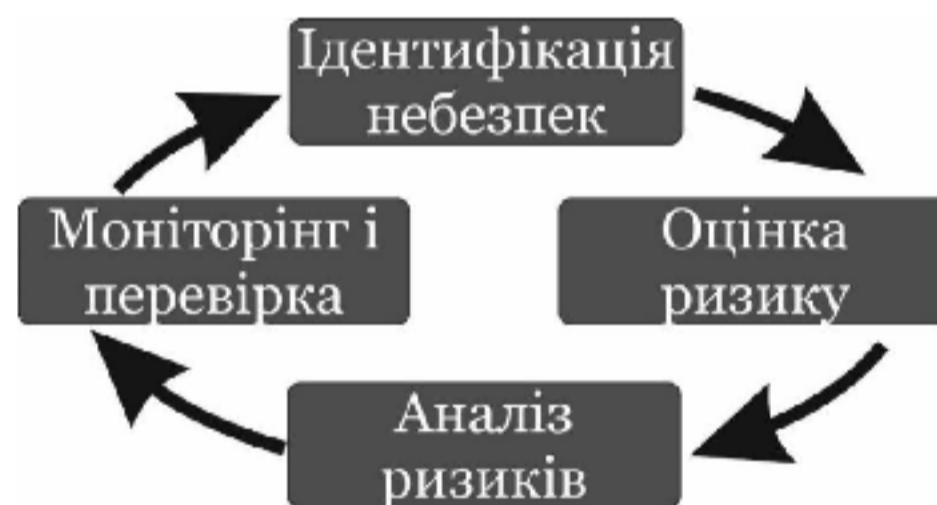 Ідентифікація
небезпек
Моніторінг і
перевірка
Оцінка
ризику
Аналіз
ризиків